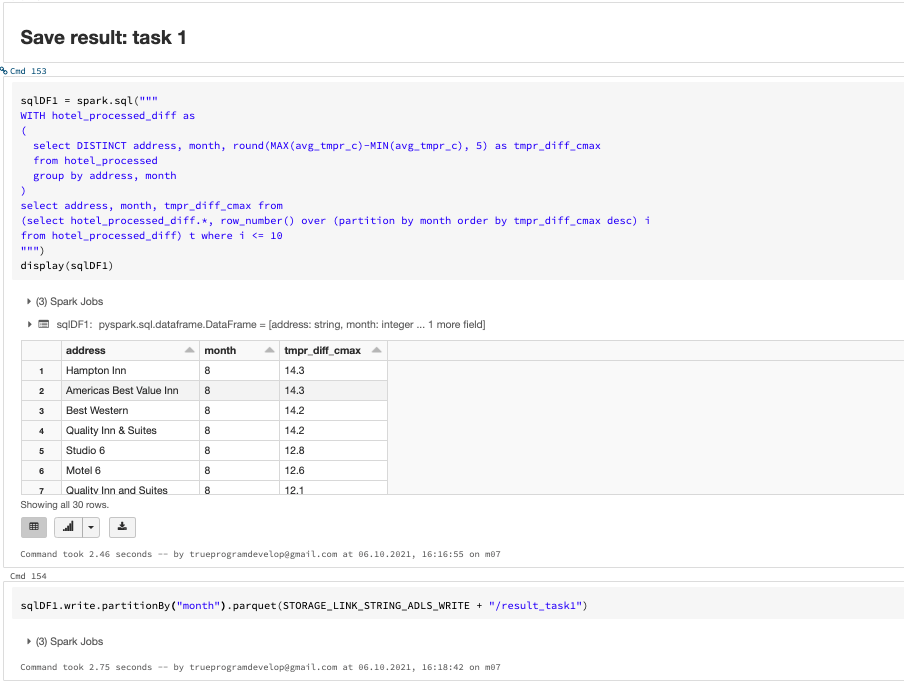 Save result: task 1
Cmd 153
sqlDF1 = spark.sql("""
WITH hotel_processed_diff as
(
select DISTINCT address, month, round(MAX(avg_tmpr_c)-MIN(avg_tmpr_c), 5) as tmpr_diff_cmax
from hotel_processed
group by address, month
)
select address, month, tmpr_diff_cmax from
(select hotel_processed_diff.*, row_number() over (partition by month order by tmpr_diff_cmax desc) i
from hotel_processed_diff) t where i <= 10
""")
display(sqlDF1)
(3) Spark Jobs
sqlDF1: pyspark.sql.dataframe.DataFrame = [address: string, month: integer ... 1 more field]
address month tmpr_diff_cmax
1 Hampton Inn 8 14.3
2 Americas Best Value Inn 8 14.3
3 Best Western 8 14.2
4 Quality Inn & Suites 8 14.2
5 Studio 6 8 12.8
6 Motel 6 8 12.6
7 Quality Inn and Suites 8 12.1
Showing all 30 rows.
Command took 2.46 seconds -- by trueprogramdevelop@gmail.com at 06.10.2021, 16:16:55 on m07
Cmd 154
sqlDF1.write.partitionBy("month").parquet(STORAGE_LINK_STRING_ADLS_WRITE + "/result_task1")
(3) Spark Jobs
Command took 2.75 seconds -- by trueprogramdevelop@gmail.com at 06.10.2021, 16:18:42 on m07